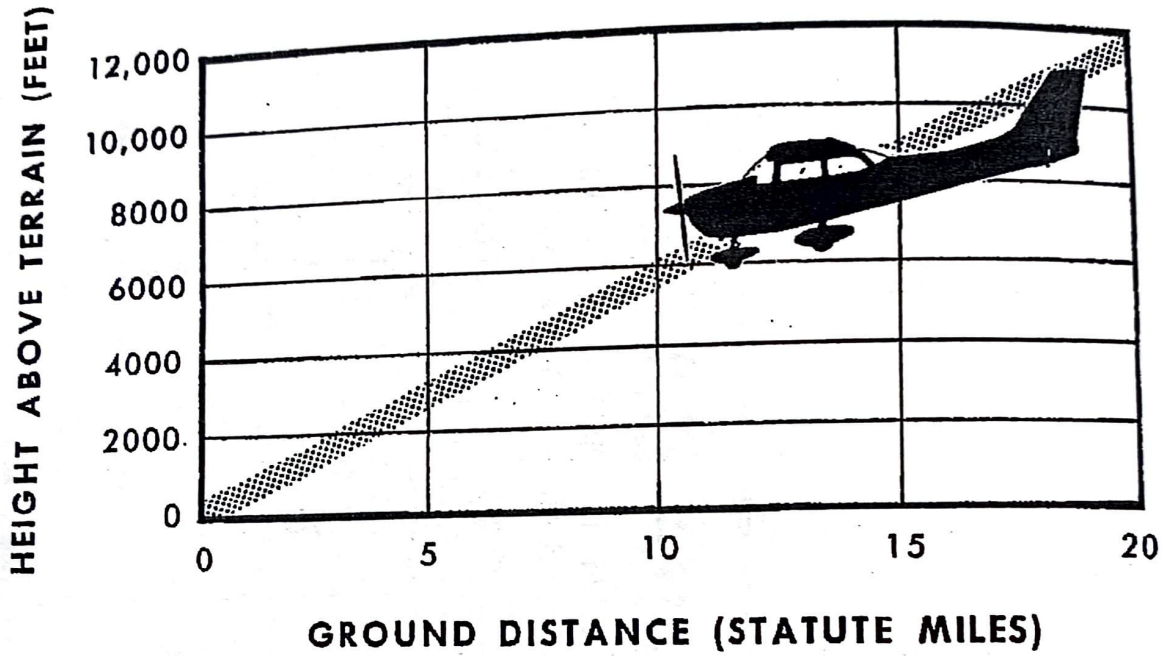 HEIGHT ABOVE TERRAIN (FEET)
12,000
10,000
8000
6000
4000
2000
0
0 5 10 15 20
GROUND DISTANCE (STATUTE MILES)